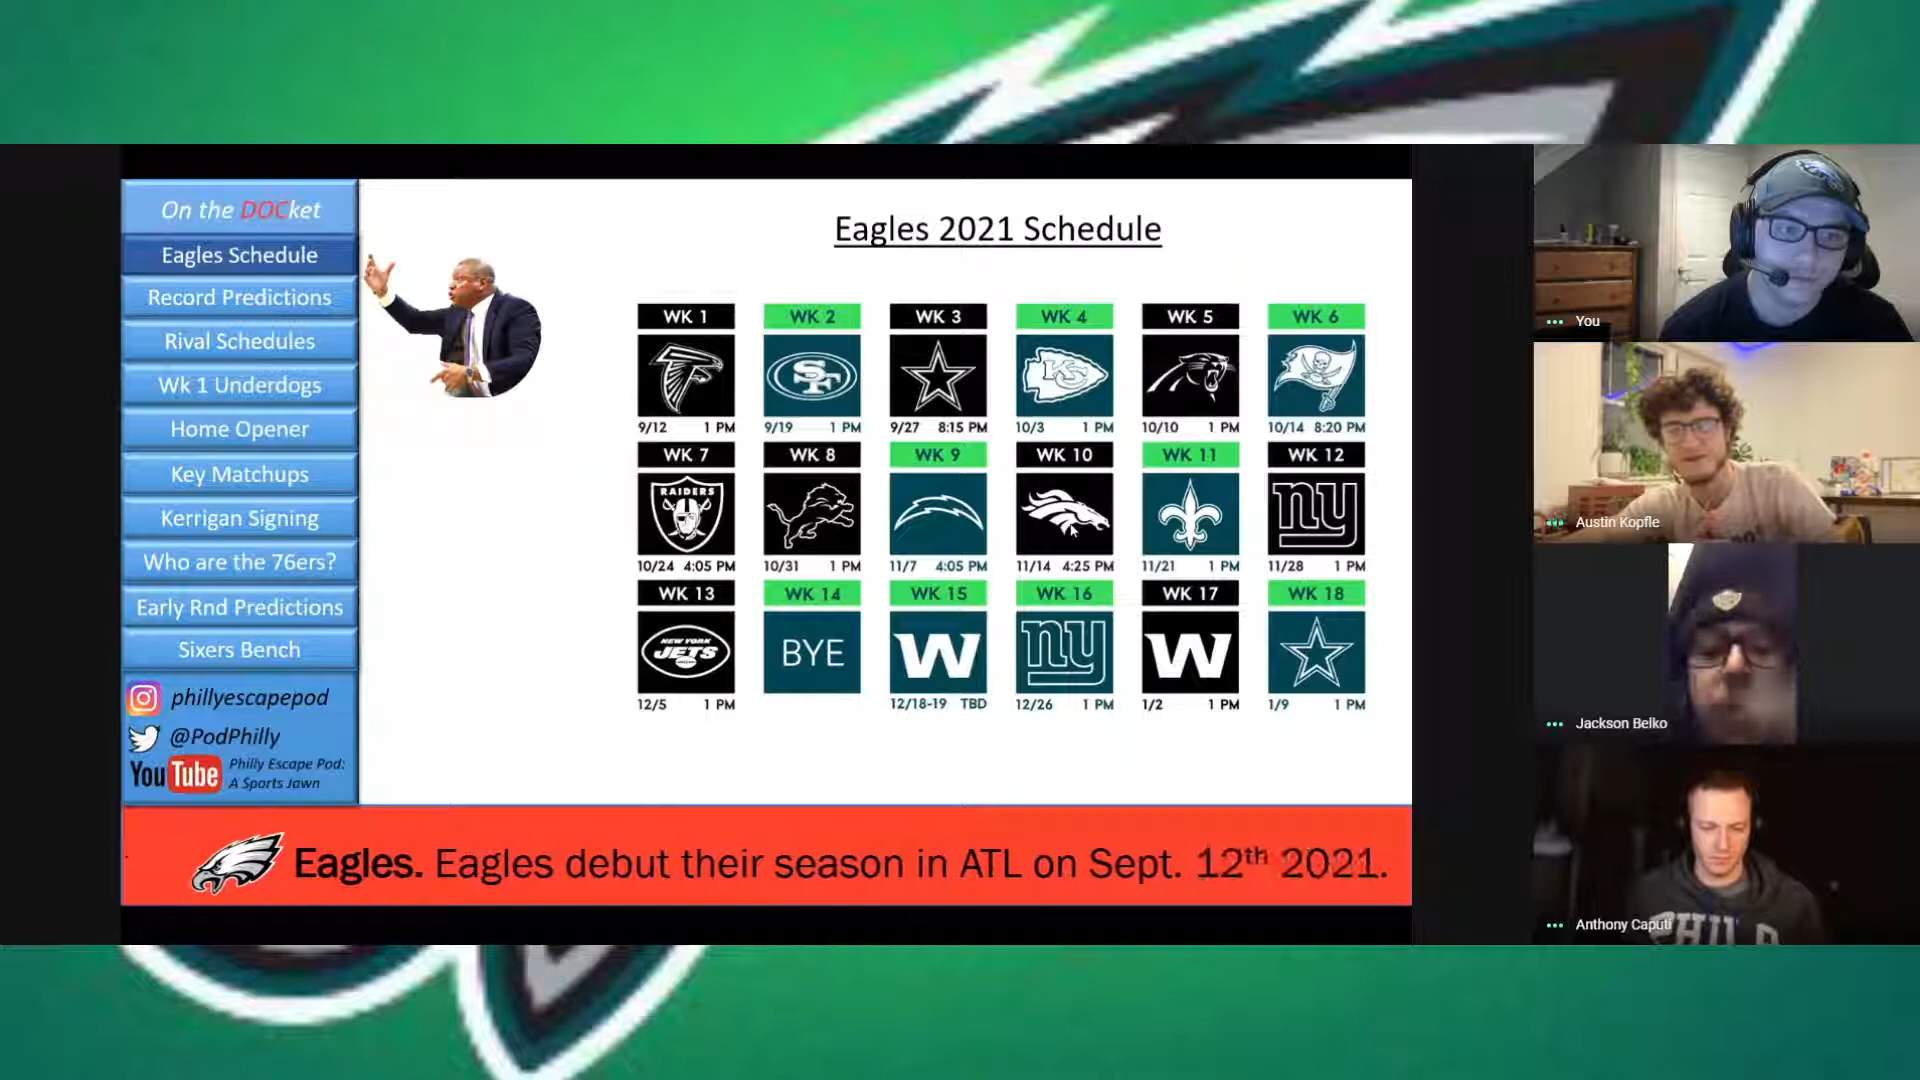 On the DOCket
Eagles Schedule
Record Predictions
Rival Schedules
Wk 1 Underdogs
Home Opener
Key Matchups
Kerrigan Signing
Who are the 76ers?
Early Rnd Predictions
Sixers Bench
phillyescapepod
@PodPhilly
YouTube Philly Escape Pod:
A Sports Jawn
Eagles 2021 Schedule
WK 1 WK 2 WK 3 WK 4 WK 5 WK 6
SF KC
9/12 1 PM 9/19 1 PM 9/27 8:15 PM 10/3 1 PM 10/10 1 PM 10/14 8:20 PM
WK 7 WK 8 WK 9 WK 10 WK 11 WK 12
RAIDERS ny
10/24 4:05 PM 10/31 1 PM 11/7 4:05 PM 11/14 4:25 PM 11/21 1 PM 11/28 1 PM
WK 13 WK 14 WK 15 WK 16 WK 17 WK 18
NEW YORK
JETS BYE W ny W
12/5 1 PM 12/18-19 TBD 12/26 1 PM 1/2 1 PM 1/9 1 PM
Eagles. Eagles debut their season in ATL on Sept. 12th 2021.
You
Austin Kopfle
Jackson Belko
Anthony Caputi
PHILA